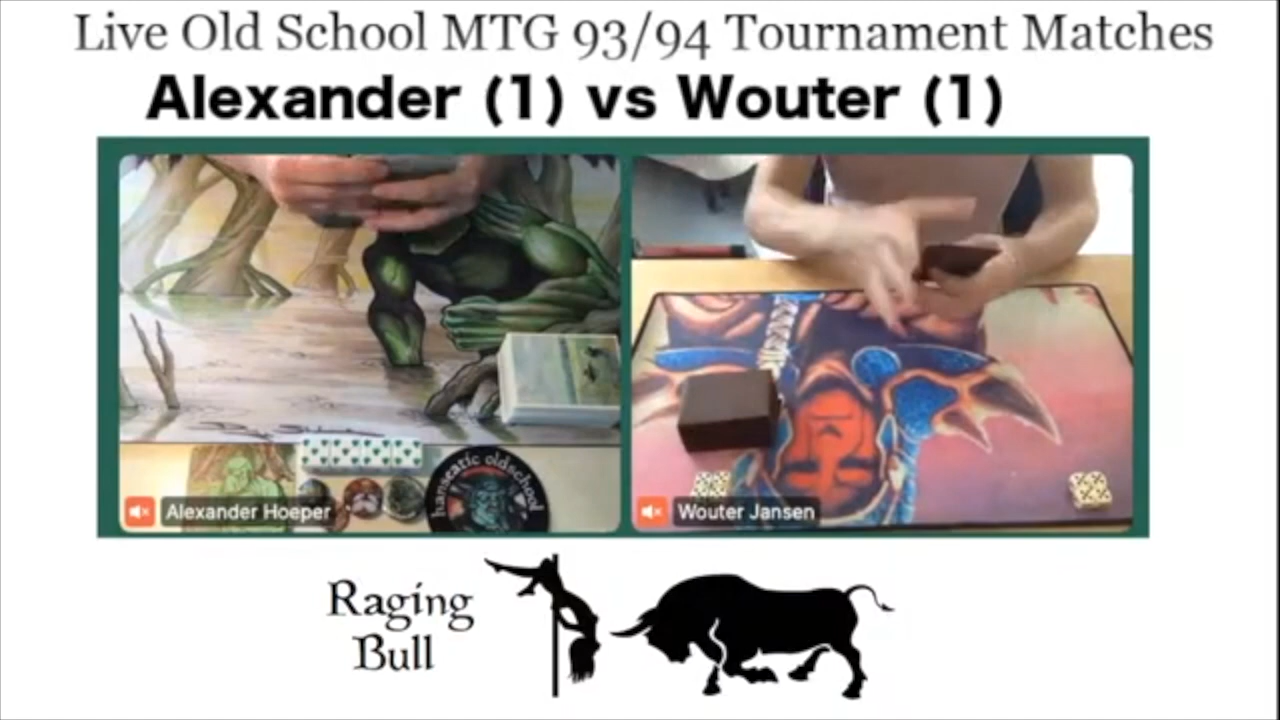 Live Old School MTG 93/94 Tournament Matches
Alexander (1) vs Wouter (1)
hanseatic oldschool
Alexander Hoeper
Wouter Jansen
Raging
Bull